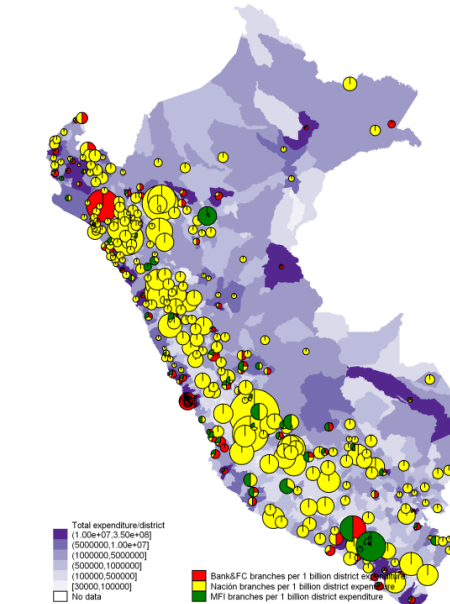 Total expenditure/district
(1.00e+07,3.50e+08]
(5000000,1.00e+07]
(1000000,5000000]
(500000,1000000]
(100000,500000]
[30000,100000]
No data
Bank&FC branches per 1 billion district expenditure
Nación branches per 1 billion district expenditure
MFI branches per 1 billion district expenditure